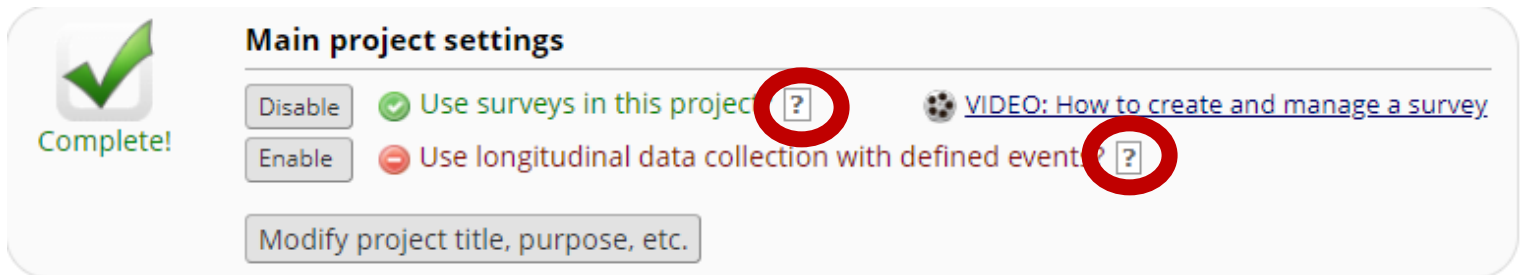 Main project settings
Disable Use surveys in this project [?] VIDEO: How to create and manage a survey
Complete!
Enable Use longitudinal data collection with defined events? [?]
Modify project title, purpose, etc.